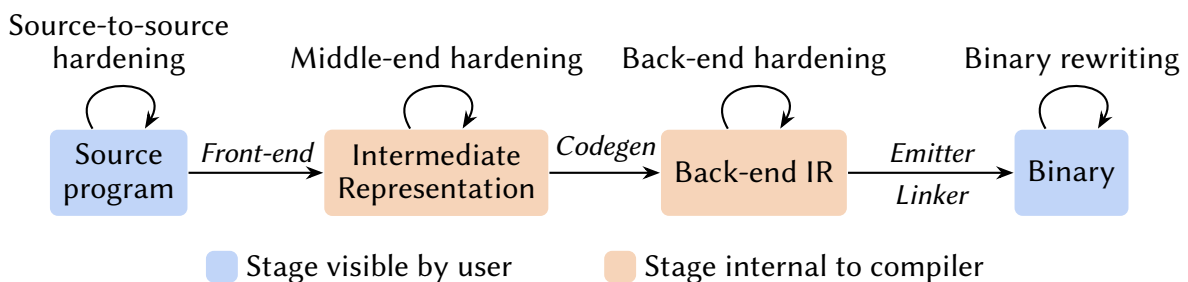 Source-to-source
hardening
Middle-end hardening
Back-end hardening
Binary rewriting
Source
program
Front-end
Intermediate
Representation
Codegen
Back-end IR
Emitter
Linker
Binary
Stage visible by user
Stage internal to compiler